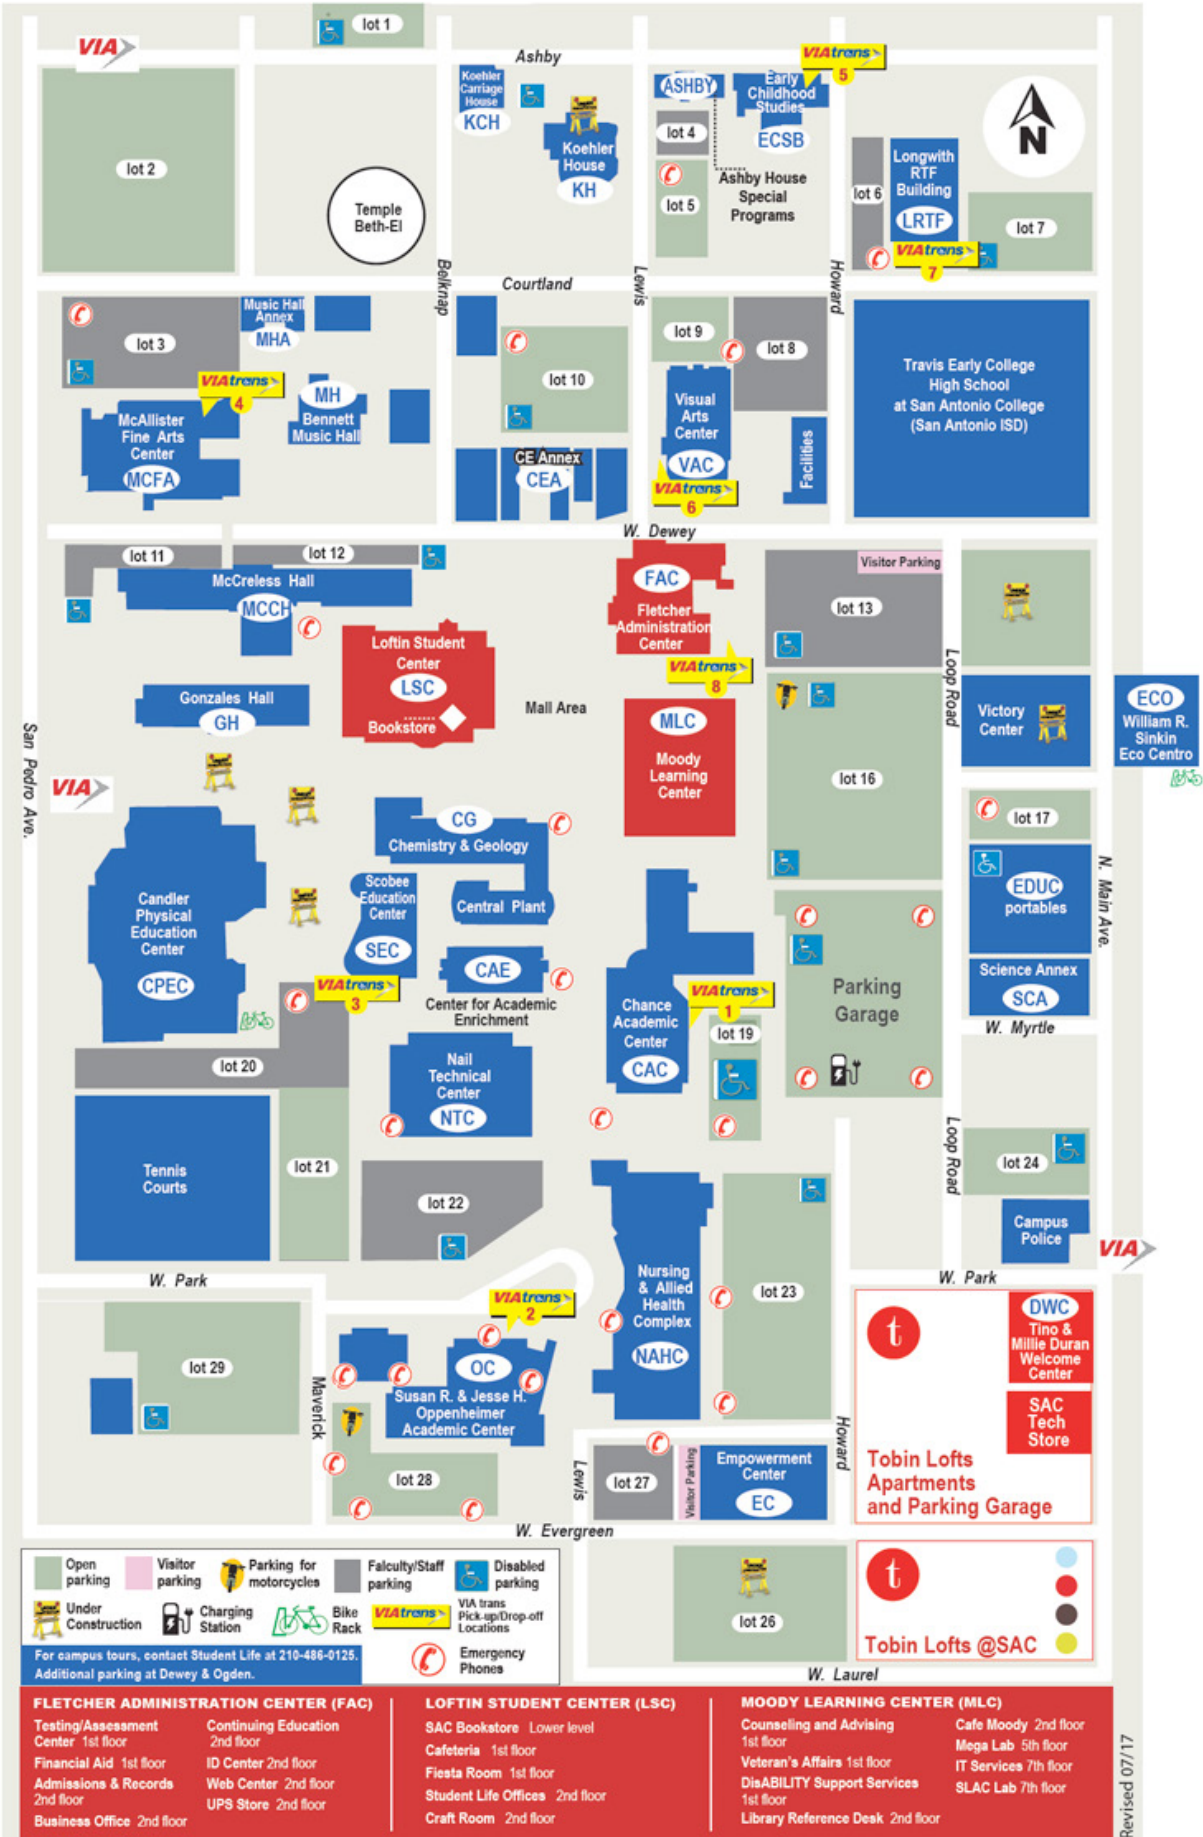 lot 1
VIA
Ashby
VIAtrans
5
Koehler
Carriage
House
KCH
Koehler
House
KH
ASHBY
Early
Childhood
Studies
ECSB
lot 4
lot 5
Ashby House
Special
Programs
lot 2
Temple
Beth-El
lot 6
Longwith
RTF
Building
LRTF
VIAtrans
7
lot 7
N
Belknap
Courtland
Lewis
Howard
lot 3
Music Hall
Annex
MHA
VIAtrans
4
MH
Bennett
Music Hall
McAllister
Fine Arts
Center
MCFA
lot 10
CE Annex
CEA
lot 9
lot 8
Visual
Arts
Center
VAC
VIAtrans
6
Facilities
Travis Early College
High School
at San Antonio College
(San Antonio ISD)
W. Dewey
lot 11
lot 12
McCreless Hall
MCCH
Loftin Student
Center
LSC
Bookstore
Gonzales Hall
GH
Mall Area
FAC
Fletcher
Administration
Center
VIAtrans
8
MLC
Moody
Learning
Center
Visitor Parking
lot 13
lot 16
Loop Road
Victory
Center
ECO
William R.
Sinkin
Eco Centro
San Pedro Ave.
VIA
CG
Chemistry & Geology
Scobee
Education
Center
SEC
Central Plant
CAE
Center for Academic
Enrichment
Candler
Physical
Education
Center
CPEC
VIAtrans
3
Chance
Academic
Center
CAC
VIAtrans
1
lot 19
Parking
Garage
lot 17
EDUC
portables
Science Annex
SCA
W. Myrtle
N. Main Ave.
lot 20
Nail
Technical
Center
NTC
Tennis
Courts
lot 21
lot 22
Loop Road
lot 24
Campus
Police
VIA
W. Park
W. Park
VIAtrans
2
Nursing
& Allied
Health
Complex
NAHC
lot 23
lot 29
Maverick
OC
Susan R. & Jesse H.
Oppenheimer
Academic Center
lot 28
Lewis
lot 27
Visitor Parking
Empowerment
Center
EC
Howard
t
DWC
Tino &
Millie Duran
Welcome
Center
SAC
Tech
Store
Tobin Lofts
Apartments
and Parking Garage
W. Evergreen
lot 26
t
Tobin Lofts @SAC
W. Laurel
Open
parking
Visitor
parking
Parking for
motorcycles
Falculty/Staff
parking
Disabled
parking
Under
Construction
Charging
Station
Bike
Rack
VIAtrans
VIA trans
Pick-up/Drop-off
Locations
For campus tours, contact Student Life at 210-486-0125.
Additional parking at Dewey & Ogden.
Emergency
Phones
FLETCHER ADMINISTRATION CENTER (FAC)
Testing/Assessment
Center 1st floor
Financial Aid 1st floor
Admissions & Records
2nd floor
Business Office 2nd floor
Continuing Education
2nd floor
ID Center 2nd floor
Web Center 2nd floor
UPS Store 2nd floor
LOFTIN STUDENT CENTER (LSC)
SAC Bookstore Lower level
Cafeteria 1st floor
Fiesta Room 1st floor
Student Life Offices 2nd floor
Craft Room 2nd floor
MOODY LEARNING CENTER (MLC)
Counseling and Advising
1st floor
Veteran's Affairs 1st floor
DisABILITY Support Services
1st floor
Library Reference Desk 2nd floor
Cafe Moody 2nd floor
Mega Lab 5th floor
IT Services 7th floor
SLAC Lab 7th floor
Revised 07/17